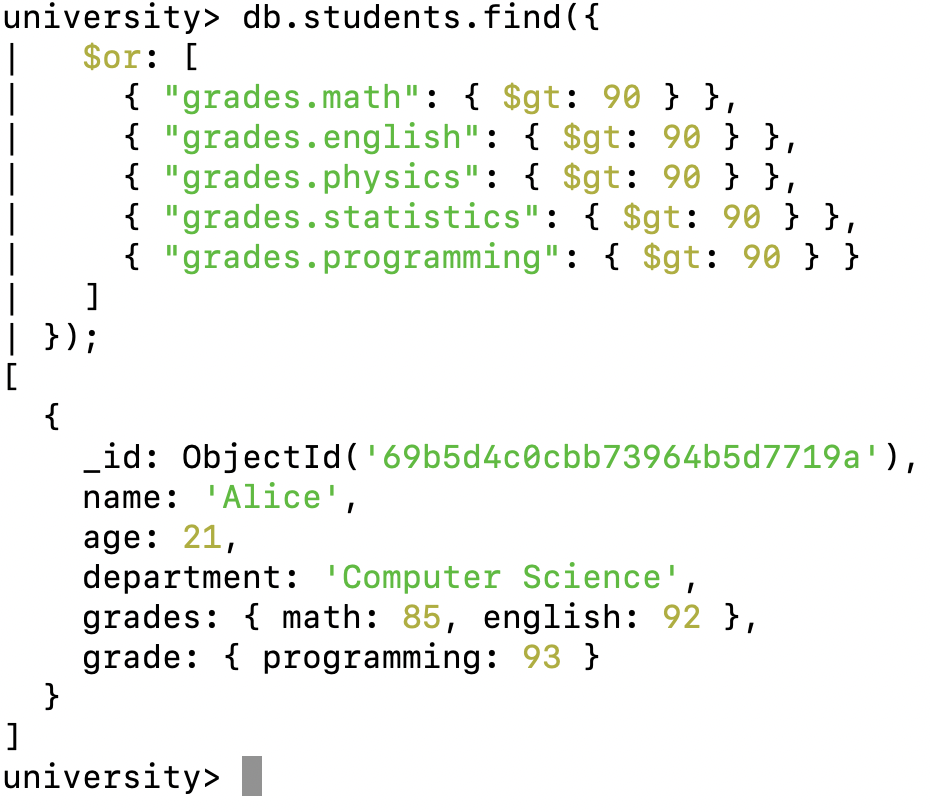 university> db.students.find({
|   $or: [
|     { "grades.math": { $gt: 90 } },
|     { "grades.english": { $gt: 90 } },
|     { "grades.physics": { $gt: 90 } },
|     { "grades.statistics": { $gt: 90 } },
|     { "grades.programming": { $gt: 90 } }
|   ]
| });
[
  {
    _id: ObjectId('69b5d4c0cbb73964b5d7719a'),
    name: 'Alice',
    age: 21,
    department: 'Computer Science',
    grades: { math: 85, english: 92 },
    grade: { programming: 93 }
  }
]
university>